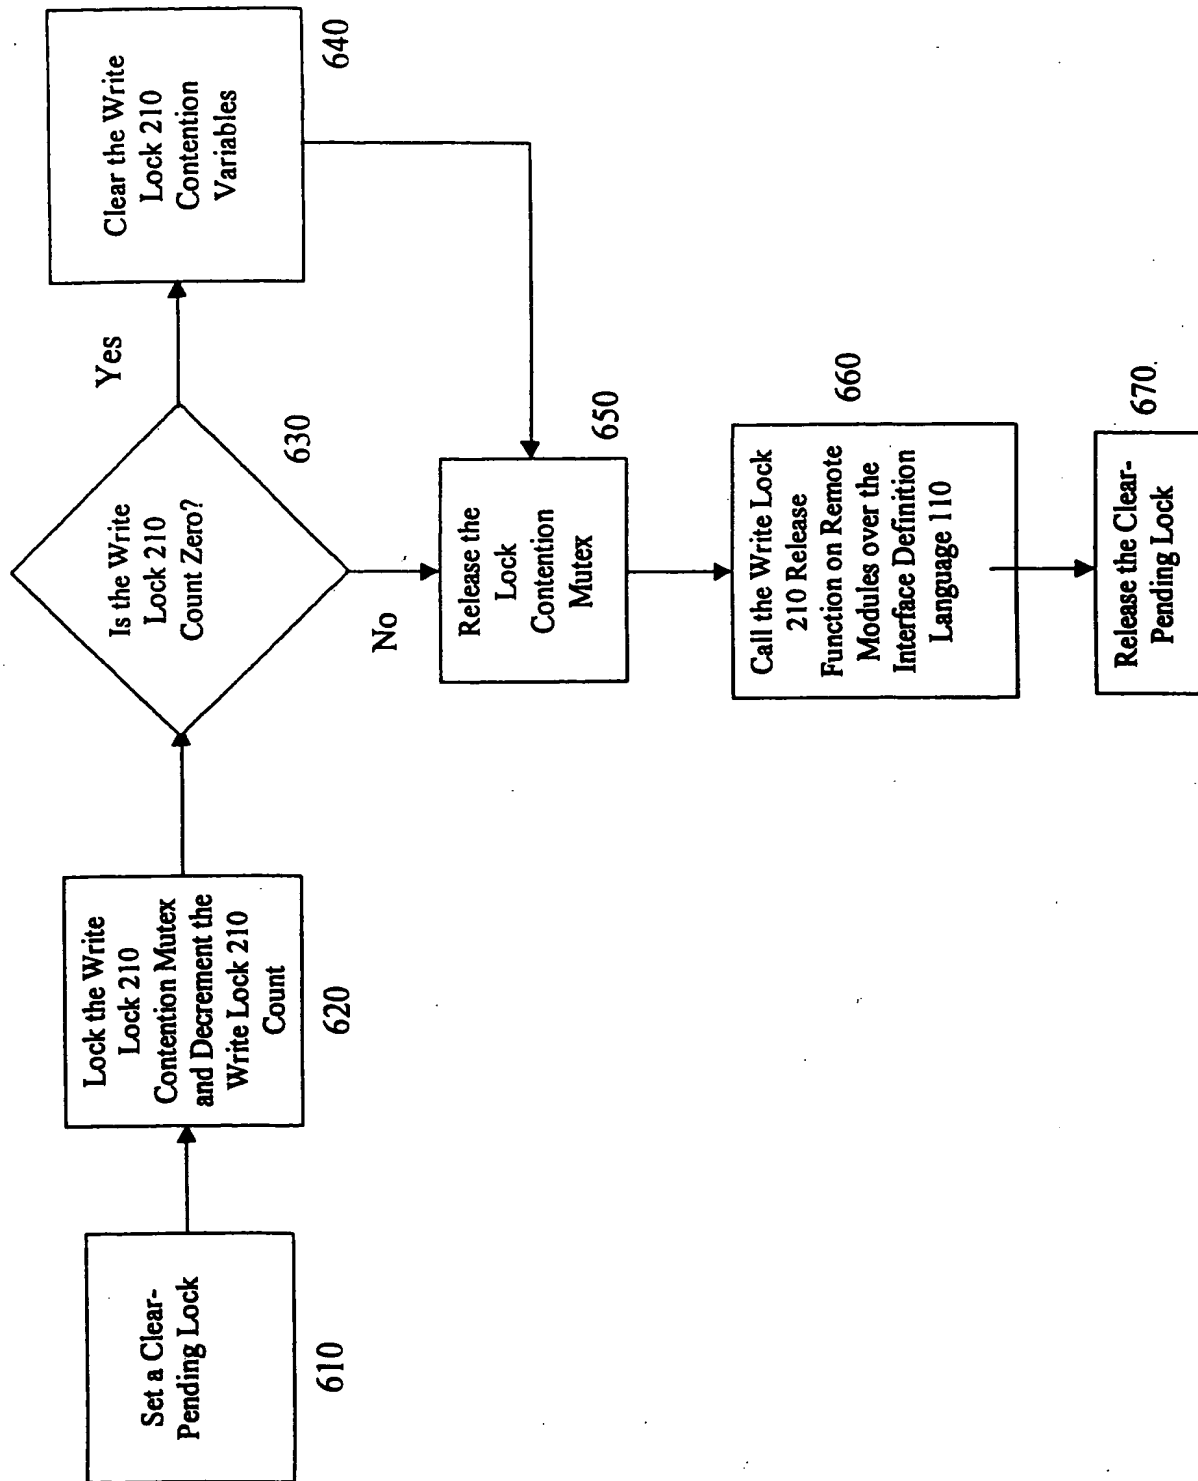 Set a Clear-
Pending Lock
610
Lock the Write
Lock 210
Contention Mutex
and Decrement the
Write Lock 210
Count
620
Is the Write
Lock 210
Count Zero?
630
Yes
Clear the Write
Lock 210
Contention
Variables
640
No
Release the
Lock
Contention
Mutex
650
Call the Write Lock
210 Release
Function on Remote
Modules over the
Interface Definition
Language 110
660
Release the Clear-
Pending Lock
670.